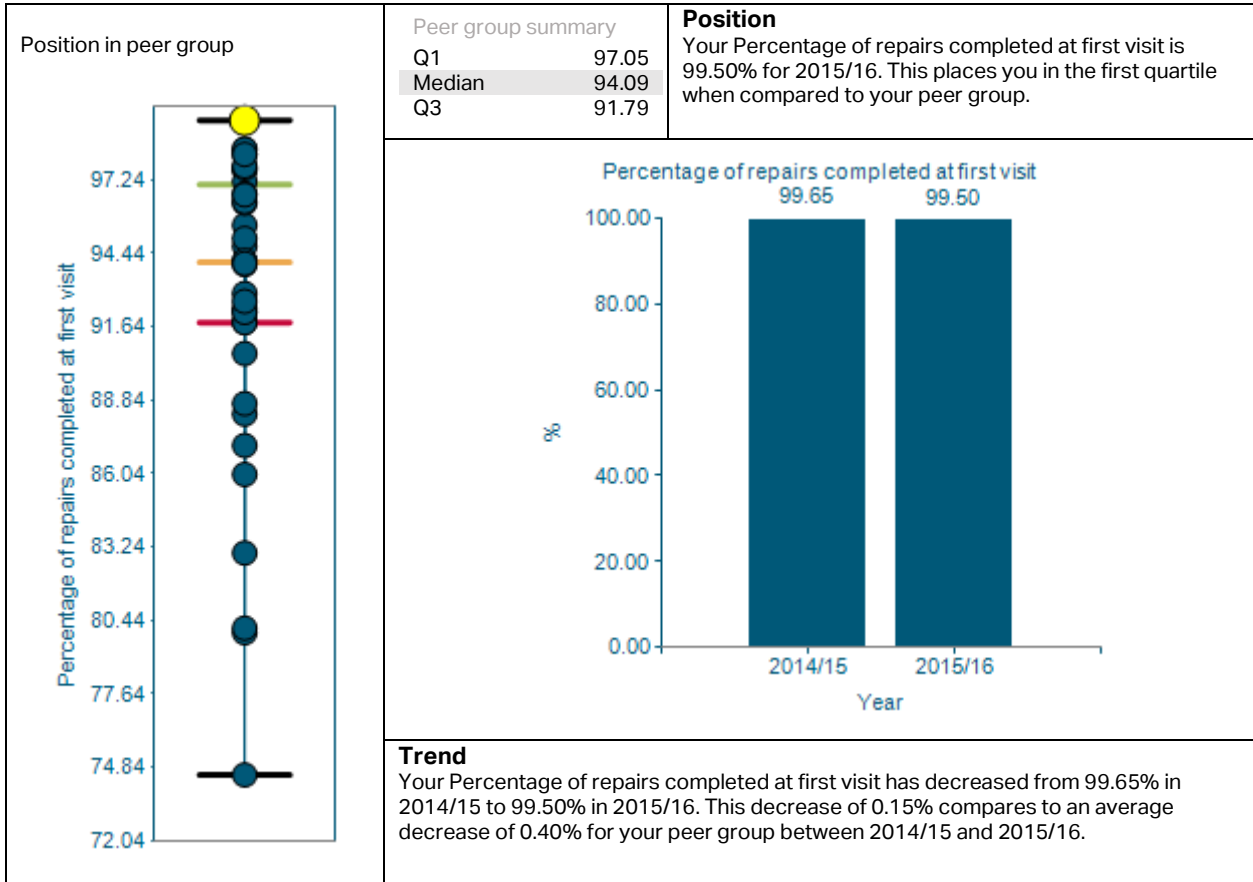 Position in peer group
97.24
94.44
91.64
88.84
86.04
83.24
80.44
77.64
74.84
72.04
Percentage of repairs completed at first visit
Peer group summary
Q1 97.05
Median 94.09
Q3 91.79
Position
Your Percentage of repairs completed at first visit is
99.50% for 2015/16. This places you in the first quartile
when compared to your peer group.
Percentage of repairs completed at first visit
99.65 99.50
100.00
80.00
60.00
40.00
20.00
0.00
%
2014/15 2015/16
Year
Trend
Your Percentage of repairs completed at first visit has decreased from 99.65% in
2014/15 to 99.50% in 2015/16. This decrease of 0.15% compares to an average
decrease of 0.40% for your peer group between 2014/15 and 2015/16.